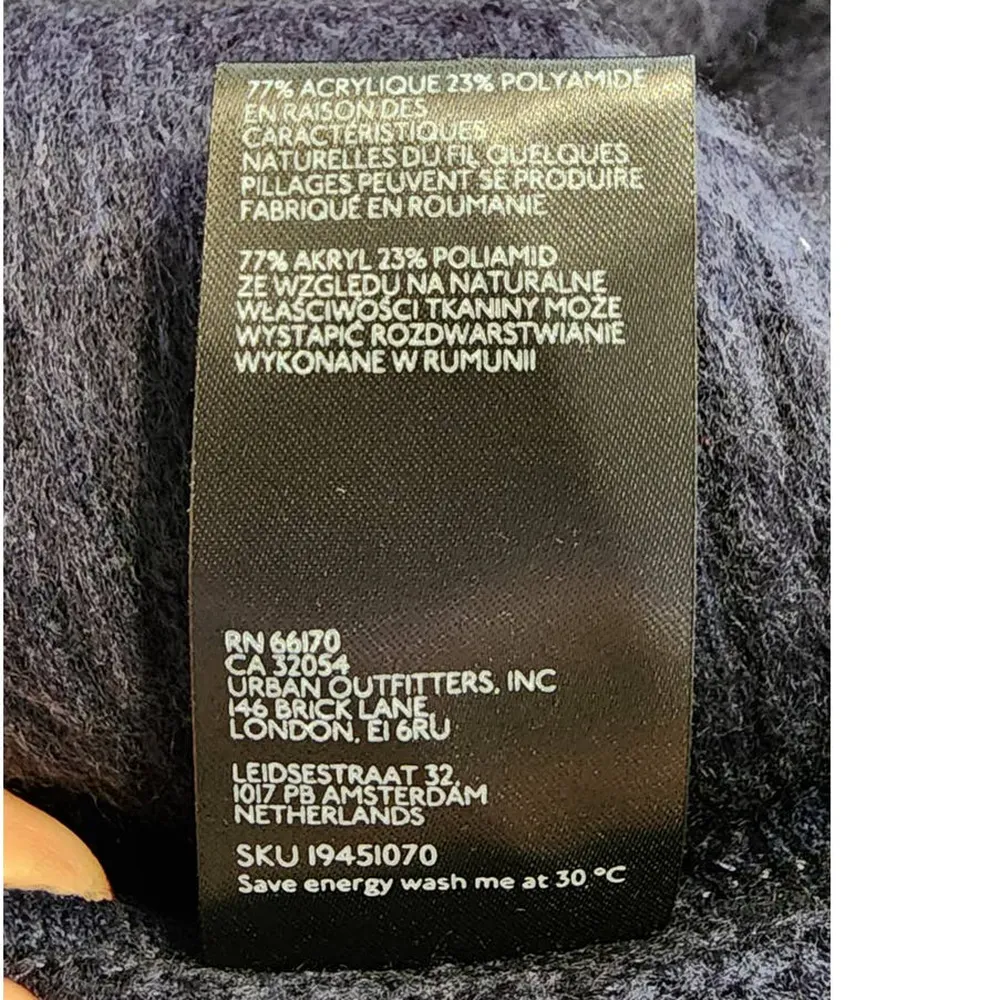 77% ACRYLIQUE 23% POLYAMIDE
EN RAISON DES
CARACTERISTIQUES
NATURELLES DU FIL QUELQUES
PILLAGES PEUVENT SE PRODUIRE
FABRIQUÉ EN ROUMANIE
77% AKRYL 23% POLIAMID
ZE WZGLĘDU NA NATURALNE
WŁAŚCIWOŚCI TKANINY MOŻE
WYSTĄPIĆ ROZDWARSTWIANIE
WYKONANE W RUMUNII
RN 66170
CA 32054
URBAN OUTFITTERS, INC
146 BRICK LANE,
LONDON, E1 6RU
LEIDSESTRAAT 32,
1017 PB AMSTERDAM
NETHERLANDS
SKU 19451070
Save energy wash me at 30 °C